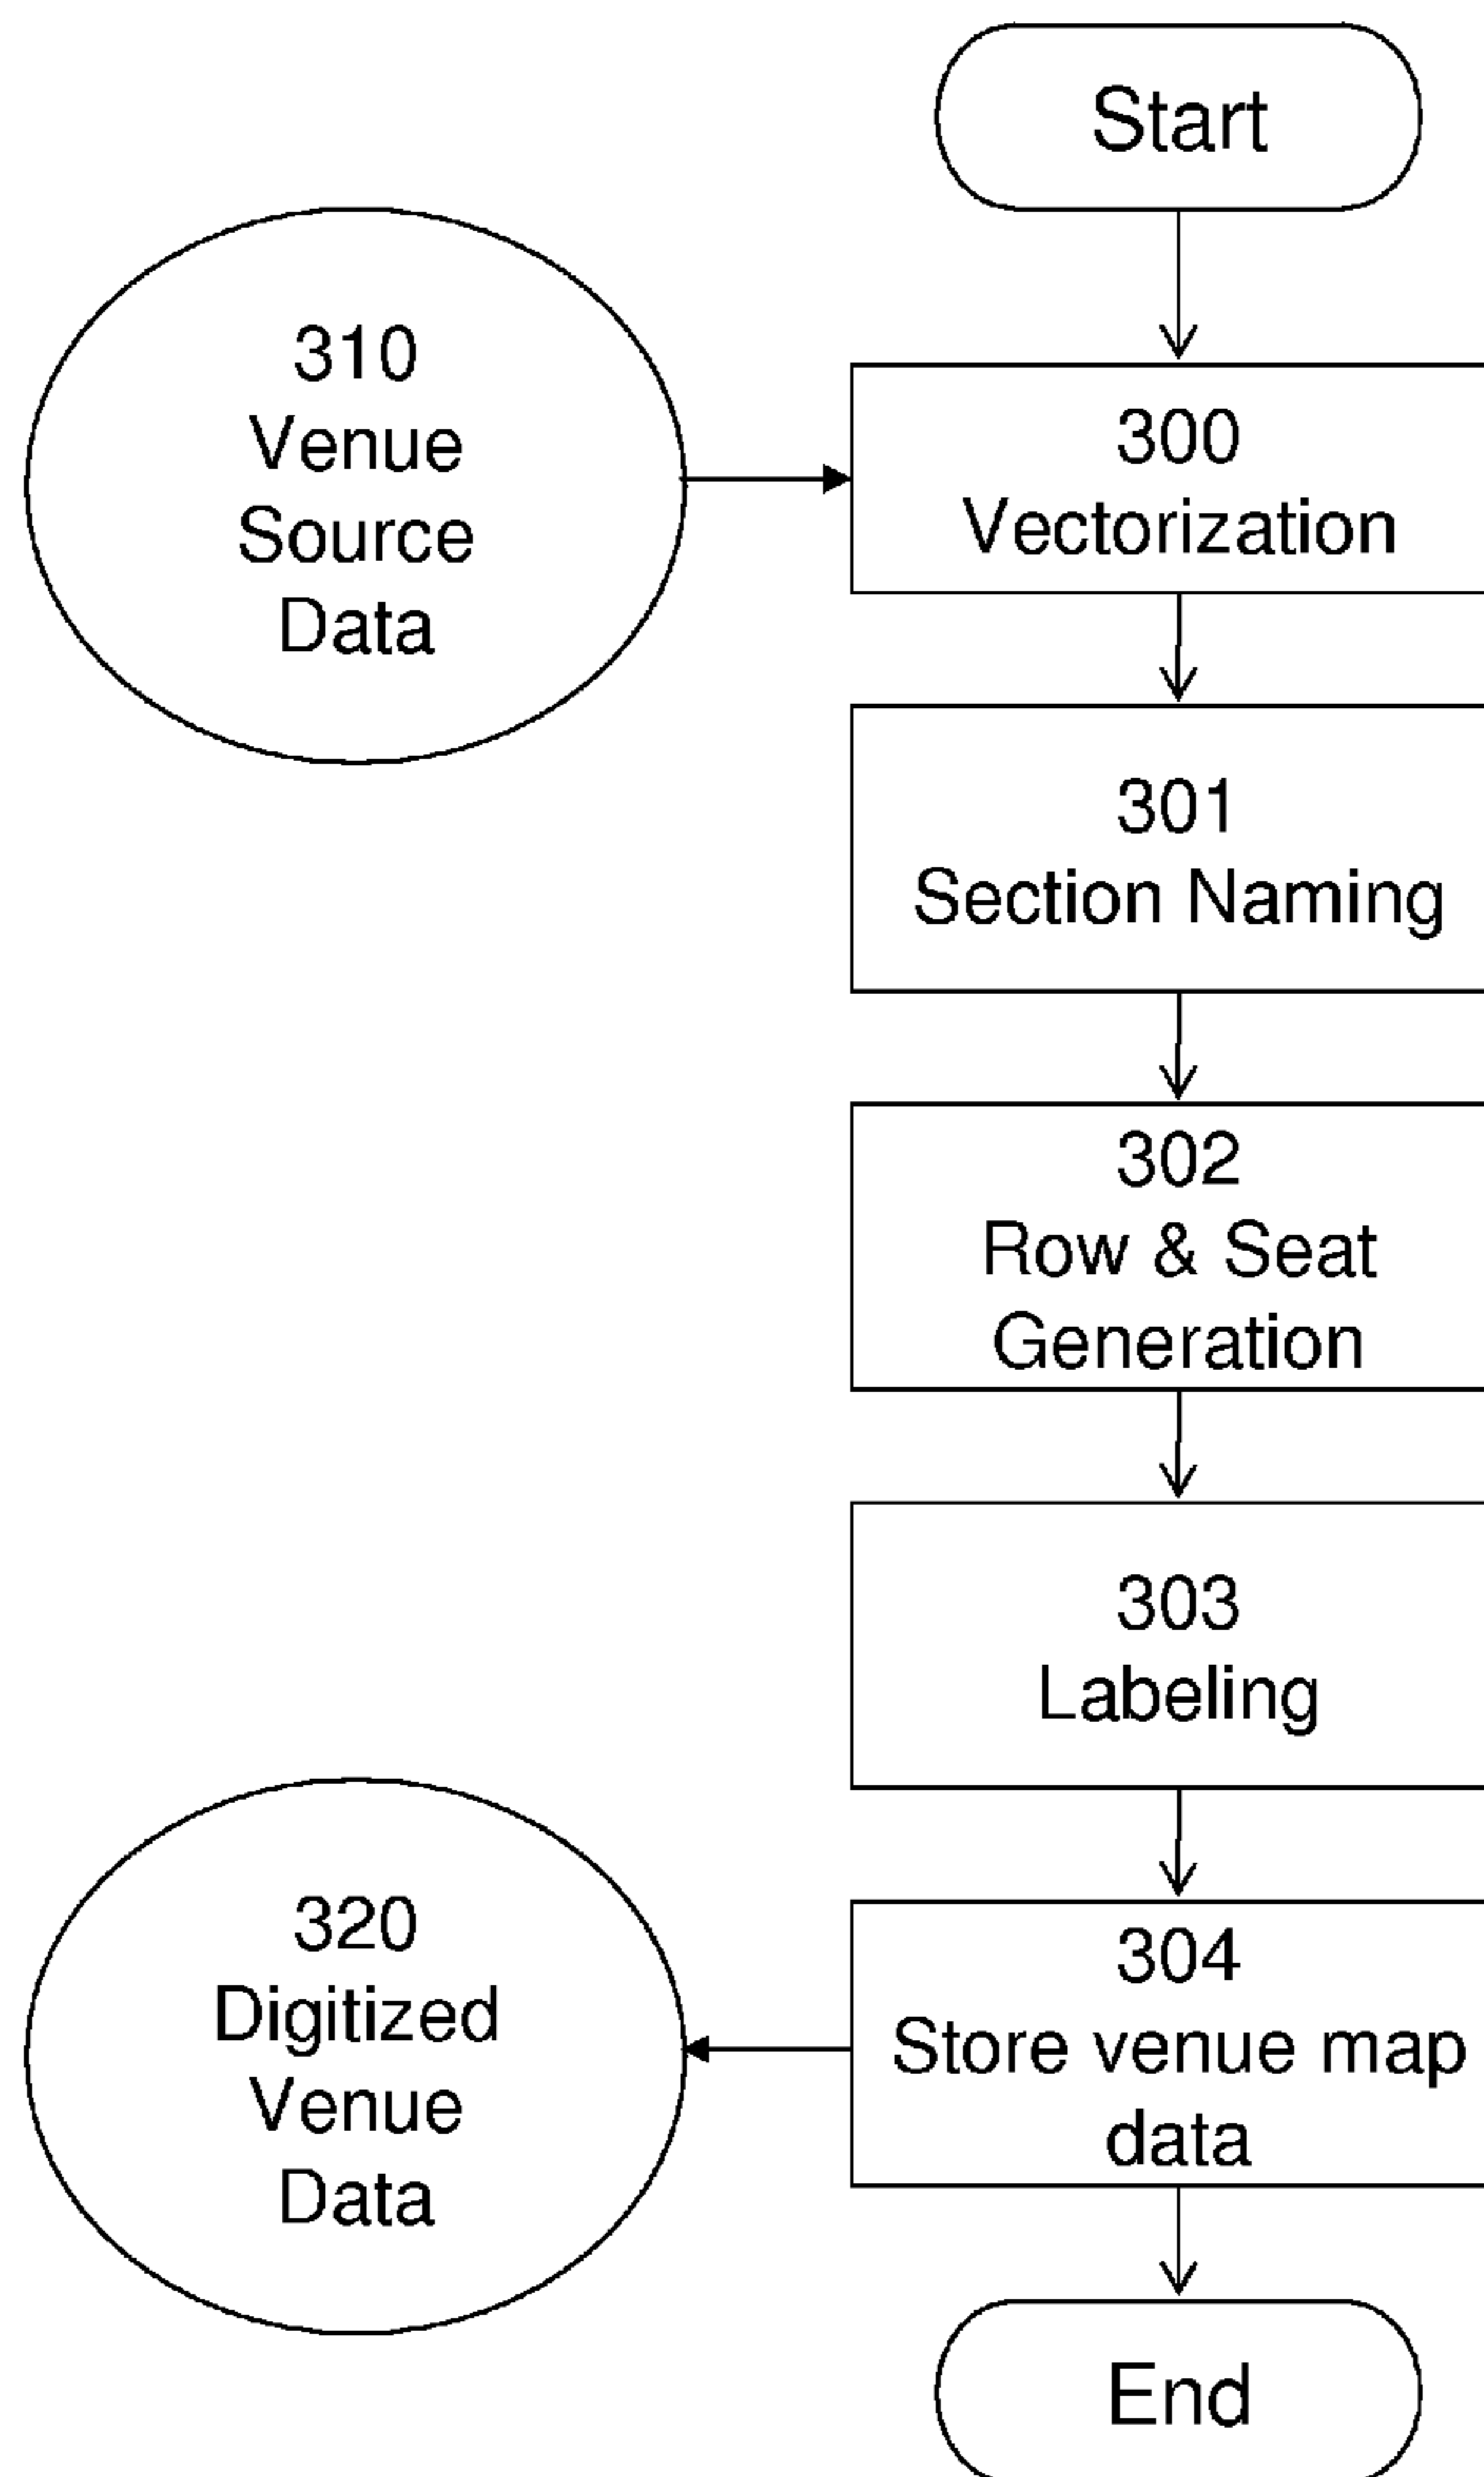 Start
310
Venue
Source
Data
300
Vectorization
301
Section Naming
302
Row & Seat
Generation
303
Labeling
320
Digitized
Venue
Data
304
Store venue map
data
End